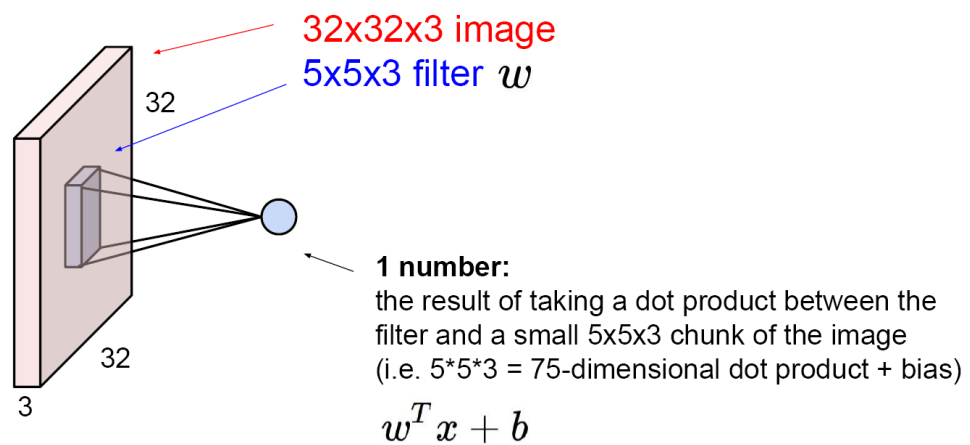 32x32x3 image
5x5x3 filter w
32
32
3
1 number:
the result of taking a dot product between the
filter and a small 5x5x3 chunk of the image
(i.e. 5*5*3 = 75-dimensional dot product + bias)
w^T x + b